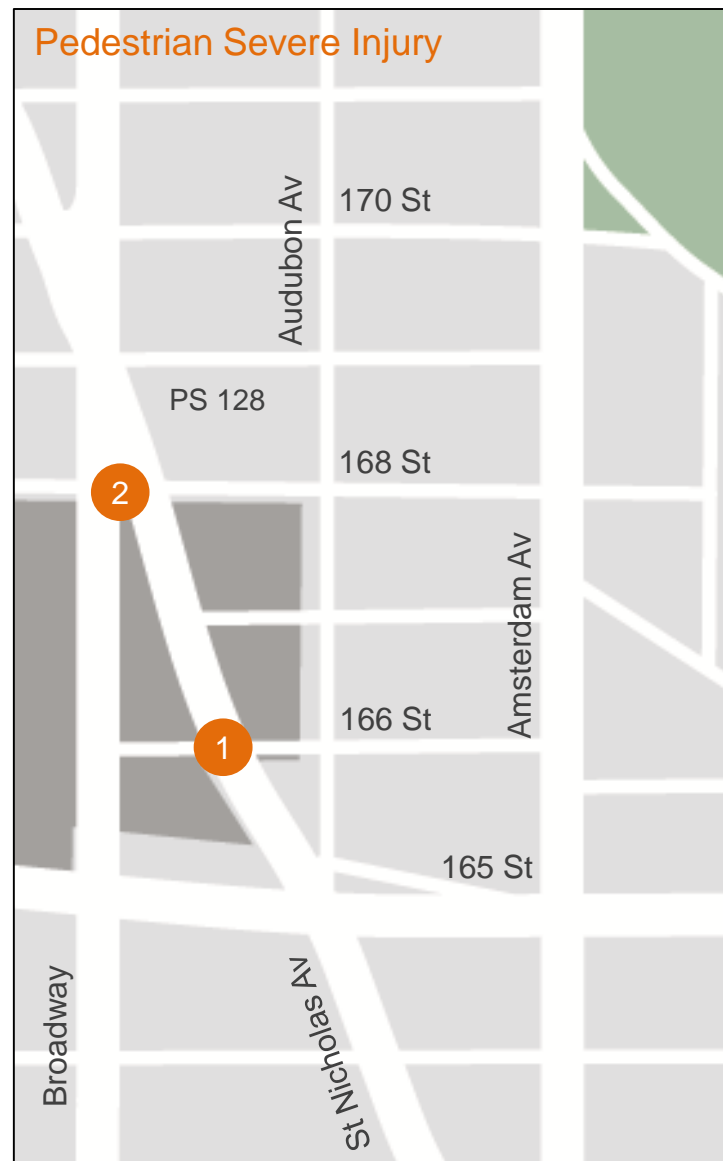 Pedestrian Severe Injury
170 St
Audubon Av
PS 128
168 St
2
Amsterdam Av
166 St
1
165 St
Broadway
St Nicholas Av